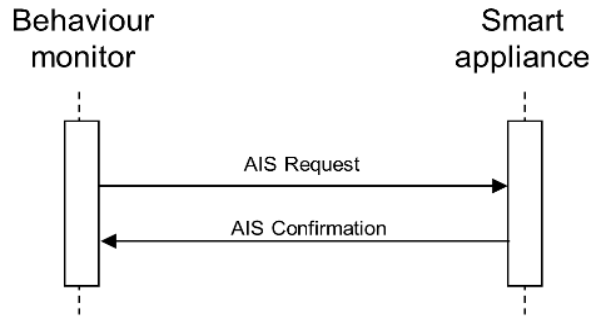 Behaviour
monitor
Smart
appliance
AIS Request
AIS Confirmation